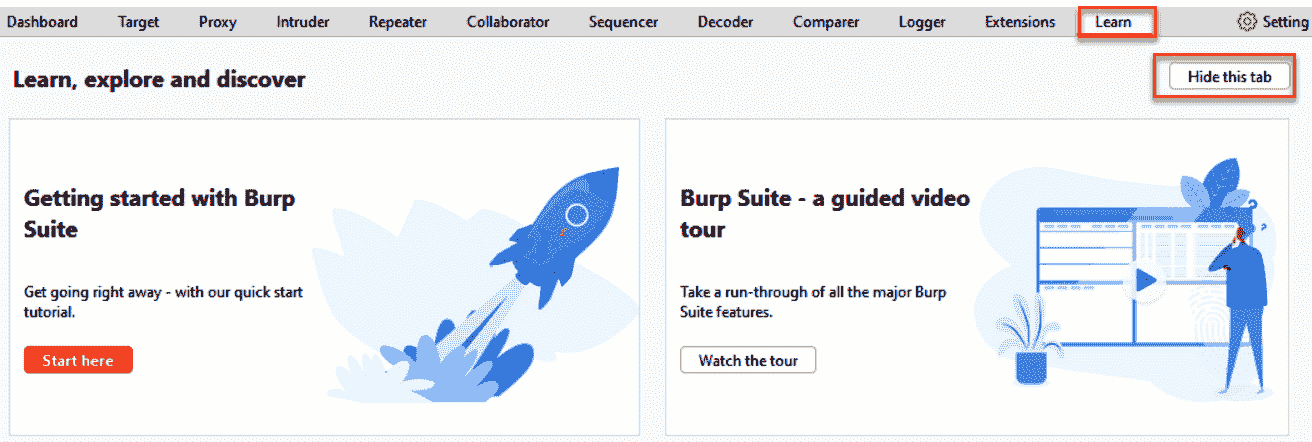 Dashboard Target Proxy Intruder Repeater Collaborator Sequencer Decoder Comparer Logger Extensions Learn Setting
Learn, explore and discover
Hide this tab
Getting started with Burp
Suite
Get going right away - with our quick start
tutorial.
Start here
Burp Suite - a guided video
tour
Take a run-through of all the major Burp
Suite features.
Watch the tour